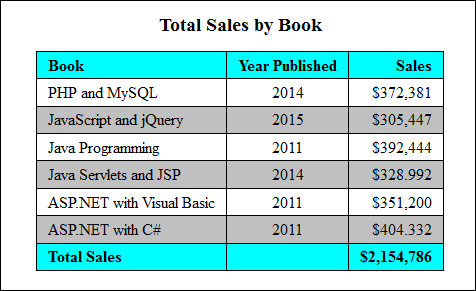 Total Sales by Book
Book Year Published Sales
PHP and MySQL 2014 $372,381
JavaScript and jQuery 2015 $305,447
Java Programming 2011 $392,444
Java Servlets and JSP 2014 $328.992
ASP.NET with Visual Basic 2011 $351,200
ASP.NET with C# 2011 $404.332
Total Sales $2,154,786